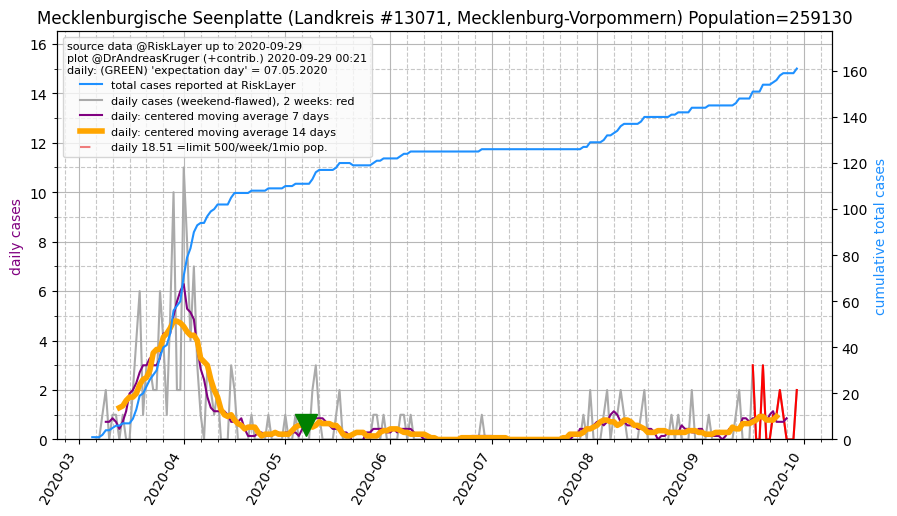 Mecklenburgische Seenplatte (Landkreis #13071, Mecklenburg-Vorpommern) Population=259130
source data @RiskLayer up to 2020-09-29
plot @DrAndreasKruger (+contrib.) 2020-09-29 00:21
daily: (GREEN) 'expectation day' = 07.05.2020
total cases reported at RiskLayer
daily cases (weekend-flawed), 2 weeks: red
daily: centered moving average 7 days
daily: centered moving average 14 days
daily 18.51 =limit 500/week/1mio pop.
daily cases
16
14
12
10
8
6
4
2
0
160
140
120
100
80
60
40
20
0
cumulative total cases
2020-03
2020-04
2020-05
2020-06
2020-07
2020-08
2020-09
2020-10